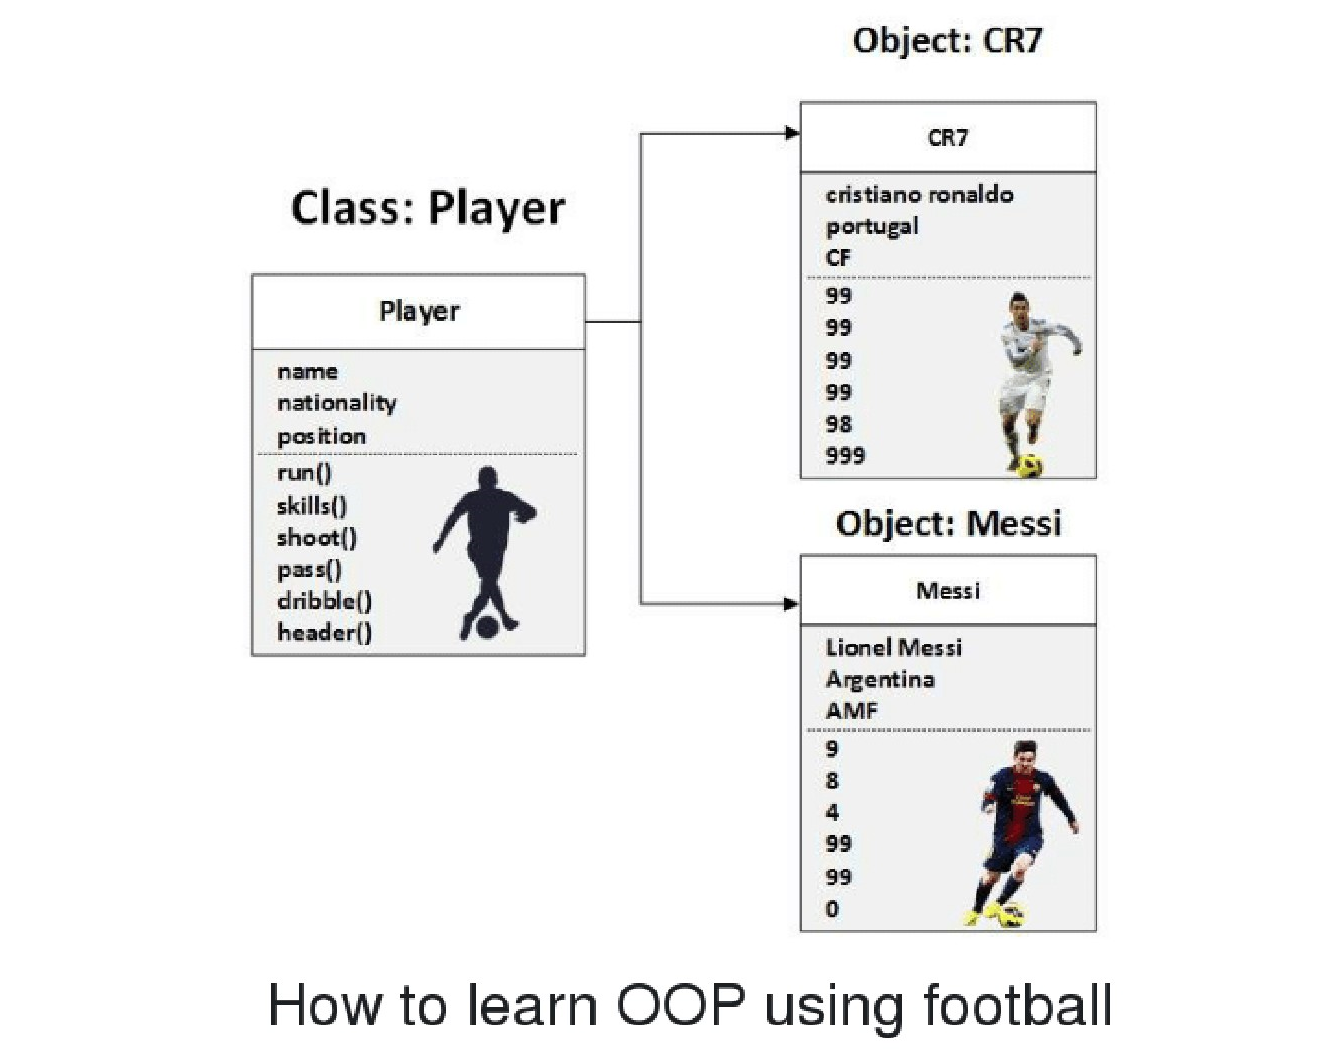 Object: CR7
CR7
cristiano ronaldo
portugal
CF
99
99
99
99
98
999
Class: Player
Player
name
nationality
position
run()
skills()
shoot()
pass()
dribble()
header()
Object: Messi
Messi
Lionel Messi
Argentina
AMF
9
8
4
99
99
0
How to learn OOP using football